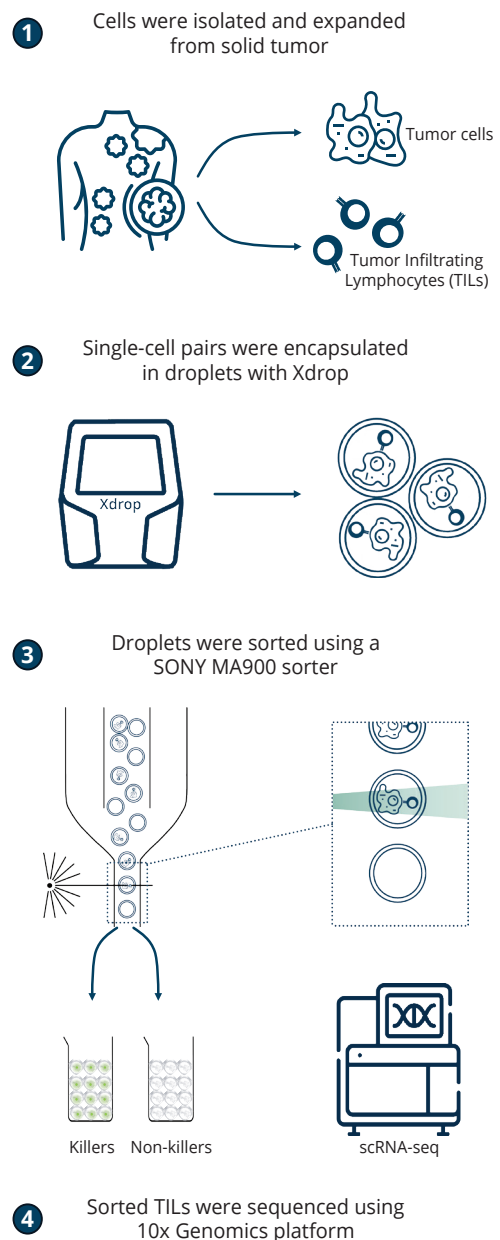 1
Cells were isolated and expanded
from solid tumor
Tumor cells
Tumor Infiltrating
Lymphocytes (TILs)
2
Single-cell pairs were encapsulated
in droplets with Xdrop
Xdrop
3
Droplets were sorted using a
SONY MA900 sorter
Killers
Non-killers
scRNA-seq
4
Sorted TILs were sequenced using
10x Genomics platform